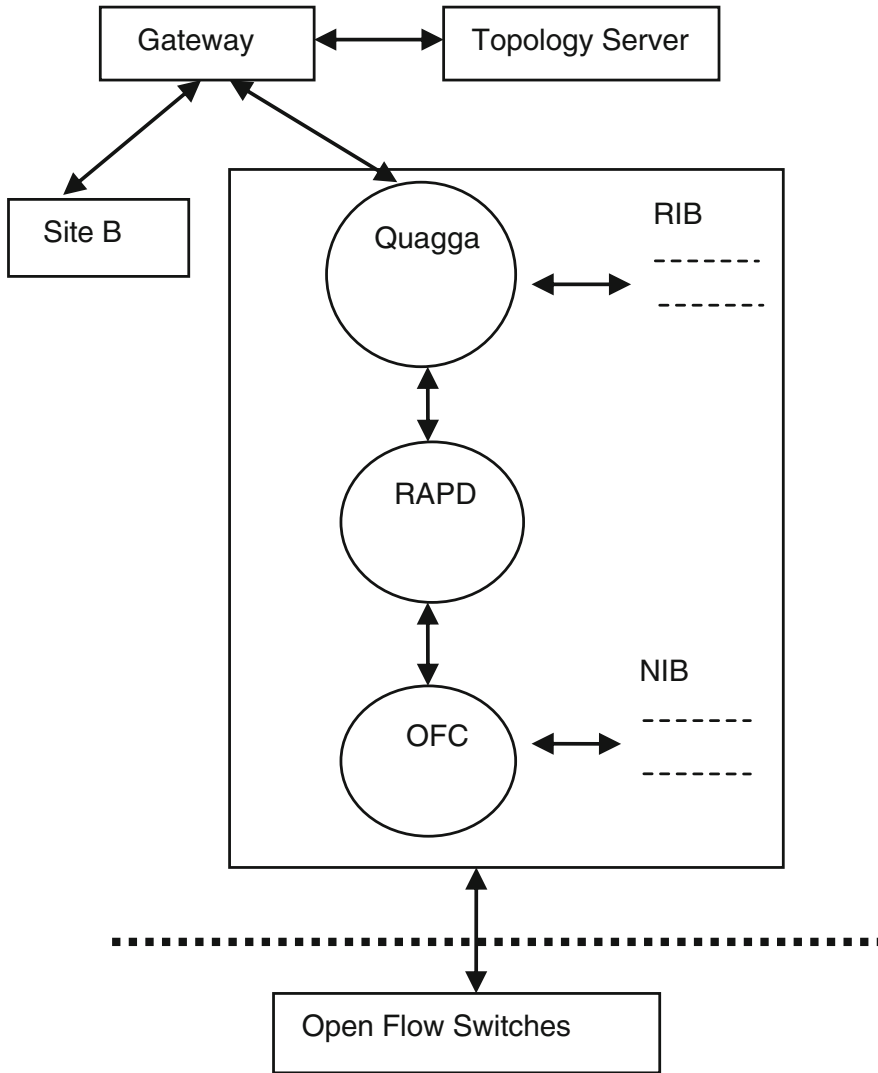 Gateway
Topology Server
Site B
Quagga
RIB
RAPD
NIB
OFC
Open Flow Switches